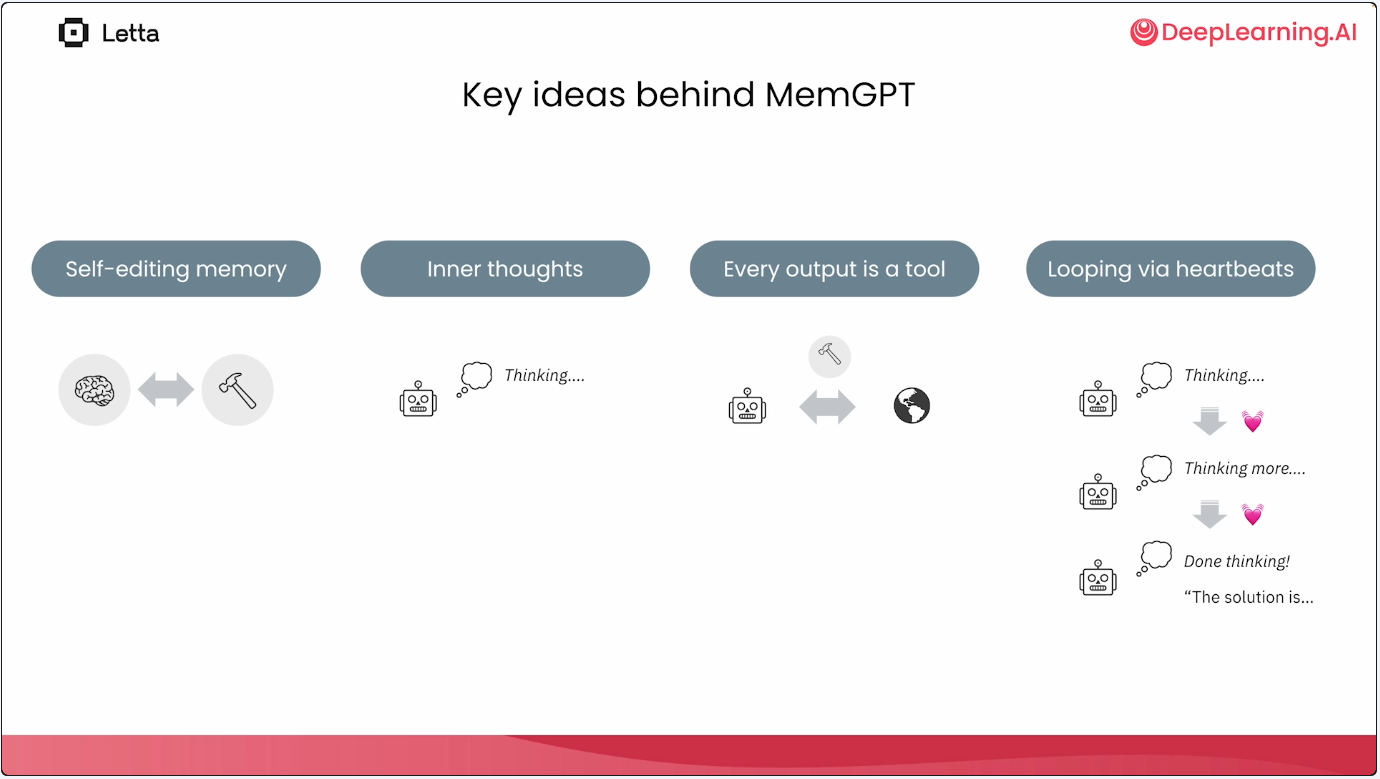 Letta
DeepLearning.AI
Key ideas behind MemGPT
Self-editing memory
Inner thoughts
Every output is a tool
Looping via heartbeats
Thinking....
Thinking....
Thinking more....
Done thinking!
“The solution is...